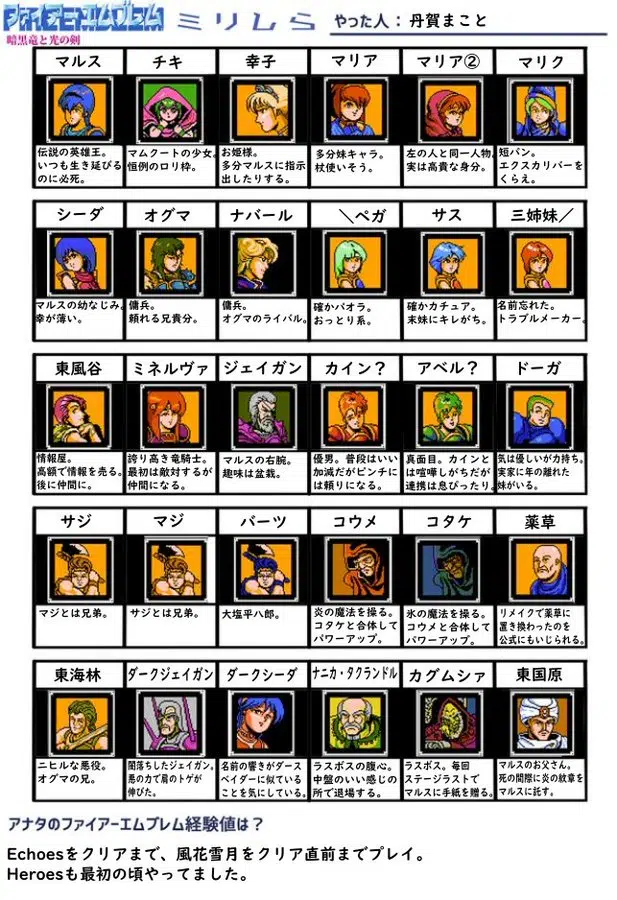 ファイアーエムブレム ミリしら やった人：丹賀まこと
暗黒竜と光の剣
マルス チキ 幸子 マリア マリア② マリク
伝説の英雄王。
いつも生き延びる
のに必死。
マムクートの少女。
恒例のロリ枠。
お姫様。
多分マルスに指示
出したりする。
多分妹キャラ。
杖使いそう。
左の人と同一人物。
実は高貴な身分。
短パン。
エクスカリバーを
くらえ。
シーダ オグマ ナバール ＼ペガ サス 三姉妹／
マルスの幼なじみ。
幸が薄い。
傭兵。
頼れる兄貴分。
傭兵。
オグマのライバル。
確かパオラ。
おっとり系。
確かカチュア。
末妹にキレがち。
名前忘れた。
トラブルメーカー。
東風谷 ミネルヴァ ジェイガン カイン？ アベル？ ドーガ
情報屋。
高額で情報を売る。
後に仲間に。
誇り高き竜騎士。
最初は敵対するが
仲間になる。
マルスの右腕。
趣味は盆栽。
優男。普段はいい
加減だがピンチに
は頼りになる。
真面目。カインと
は喧嘩しがちだが
連携は息ぴったり。
気は優しいが力持ち。
実家に年の離れた
妹がいる。
サジ マジ バーツ コウメ コタケ 薬草
マジとは兄弟。
サジとは兄弟。
大塩平八郎。
炎の魔法を操る。
コタケと合体して
パワーアップ。
氷の魔法を操る。
コウメと合体して
パワーアップ。
リメイクで薬草に
置き換わったのを
公式にもいじられる。
東海林 ダークジェイガン ダークシーダ ナニカ・タクランドル カグムシァ 東国原
ニヒルな悪役。
オグマの兄。
闇落ちしたジェイガン。
悪の力で肩のトゲが
伸びた。
名前の響きがダース
ベイダーに似ている
ことを気にしている。
ラスボスの腹心。
中盤のいい感じの
所で退場する。
ラスボス。毎回
ステージラストで
マルスに手紙を贈る。
マルスのお父さん。
死の間際に炎の紋章を
マルスに託す。
アナタのファイアーエムブレム経験値は？
Echoesをクリアまで、風花雪月をクリア直前までプレイ。
Heroesも最初の頃やってました。